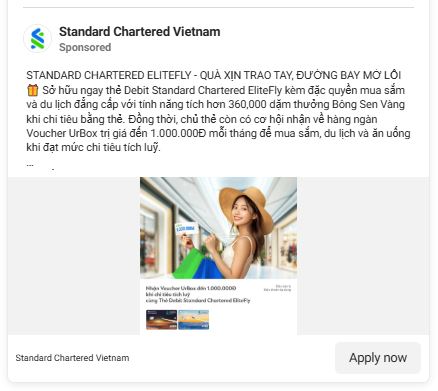 Standard Chartered Vietnam
Sponsored
STANDARD CHARTERED ELITEFLY - QUÀ XỊN TRAO TAY, ĐƯỜNG BAY MỞ LỐI
🎁 Sở hữu ngay thẻ Debit Standard Chartered EliteFly kèm đặc quyền mua sắm
và du lịch đẳng cấp với tính năng tích hơn 360,000 dặm thưởng Bông Sen Vàng
khi chi tiêu bằng thẻ. Đồng thời, chủ thẻ còn có cơ hội nhận về hàng ngàn
Voucher UrBox trị giá đến 1.000.000Đ mỗi tháng để mua sắm, du lịch và ăn uống
khi đạt mức chi tiêu tích luỹ.
...
Nhận Voucher UrBox đến 1.000.000Đ
khi chi tiêu tích luỹ
cùng Thẻ Debit Standard Chartered EliteFly
Standard Chartered Vietnam
Apply now